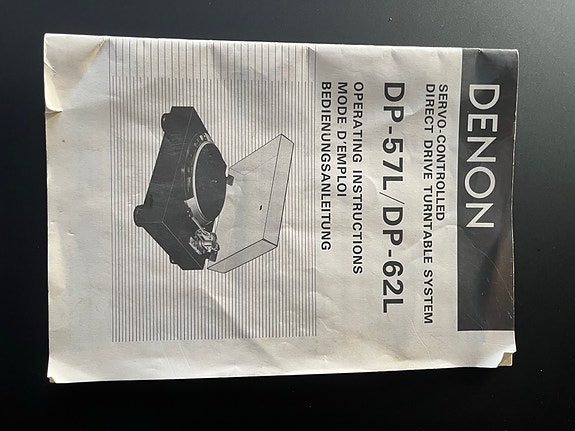 DENON
SERVO-CONTROLLED
DIRECT DRIVE TURNTABLE SYSTEM
DP-57L/DP-62L
OPERATING INSTRUCTIONS
MODE D'EMPLOI
BEDIENUNGSANLEITUNG